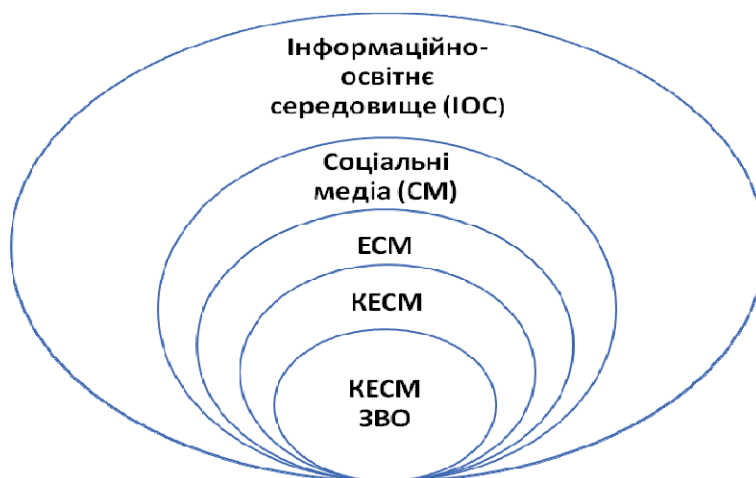 Інформаційно-
освітнє
середовище (ІОС)
Соціальні
медіа (СМ)
ЕСМ
КЕСМ
КЕСМ
ЗВО